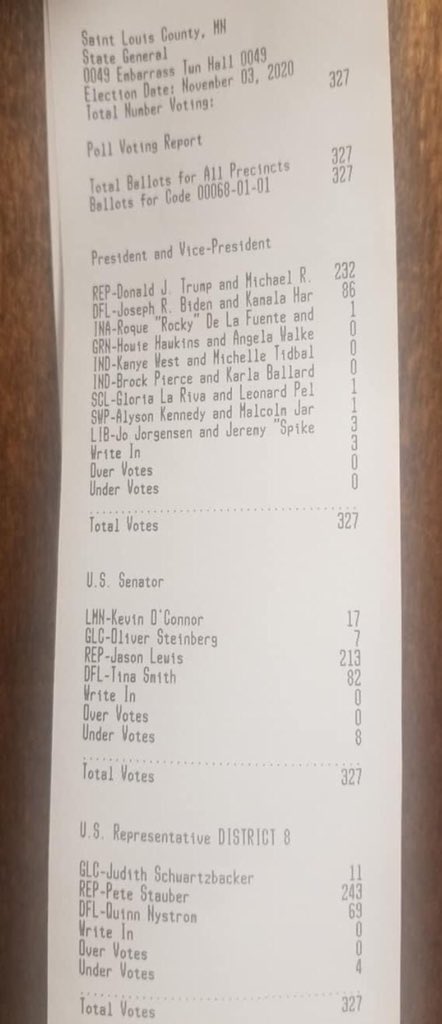 Saint Louis County, MN
State General
0049 Embarrass Twn Hall 0049
Election Date: November 03, 2020
Total Number Voting: 327
Poll Voting Report
Total Ballots for All Precincts 327
Ballots for Code 00068-01-01 327
President and Vice-President
REP-Donald J. Trump and Michael R. 232
DFL-Joseph R. Biden and Kamala Har 86
INA-Roque "Rocky" De La Fuente and 1
GRN-Howie Hawkins and Angela Walke 0
IND-Kanye West and Michelle Tidbal 0
IND-Brock Pierce and Karla Ballard 0
SCL-Gloria La Riva and Leonard Pel 1
SWP-Alyson Kennedy and Malcolm Jar 1
LIB-Jo Jorgensen and Jeremy "Spike 3
Write In 3
Over Votes 0
Under Votes 0
Total Votes 327
U.S. Senator
LMN-Kevin O'Connor 17
GLC-Oliver Steinberg 7
REP-Jason Lewis 213
DFL-Tina Smith 82
Write In 0
Over Votes 0
Under Votes 8
Total Votes 327
U.S. Representative DISTRICT 8
GLC-Judith Schwartzbacker 11
REP-Pete Stauber 243
DFL-Quinn Nystrom 69
Write In 0
Over Votes 0
Under Votes 4
Total Votes 327